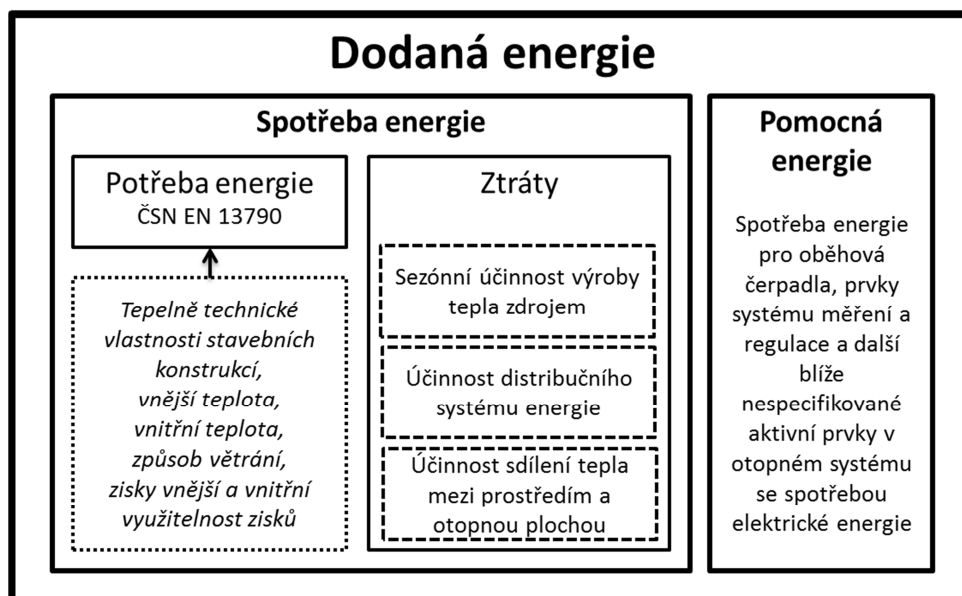 Dodaná energie
Spotřeba energie
Potřeba energie
ČSN EN 13790
Tepelně technické
vlastnosti stavebních
konstrukcí,
vnější teplota,
vnitřní teplota,
způsob větrání,
zisky vnější a vnitřní
využitelnost zisků
Ztráty
Sezónní účinnost výroby
tepla zdrojem
Účinnost distribučního
systému energie
Účinnost sdílení tepla
mezi prostředím a
otopnou plochou
Pomocná
energie
Spotřeba energie
pro oběhová
čerpadla, prvky
systému měření a
regulace a další
blíže
nespecifikované
aktivní prvky v
otopném systému
se spotřebou
elektrické energie